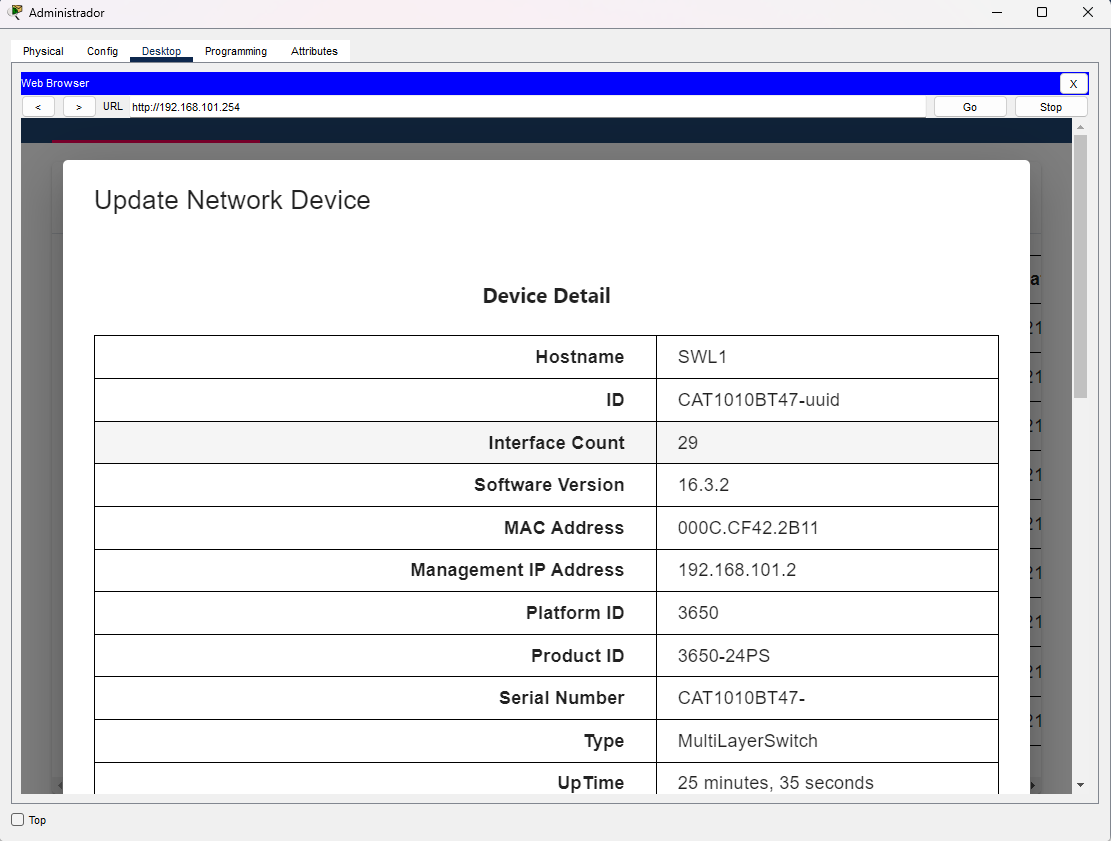 Administrador
Physical Config Desktop Programming Attributes
Web Browser X
< > URL http://192.168.101.254 Go Stop
Update Network Device
Device Detail
Hostname SWL1
ID CAT1010BT47-uuid
Interface Count 29
Software Version 16.3.2
MAC Address 000C.CF42.2B11
Management IP Address 192.168.101.2
Platform ID 3650
Product ID 3650-24PS
Serial Number CAT1010BT47-
Type MultiLayerSwitch
UpTime 25 minutes, 35 seconds
Top